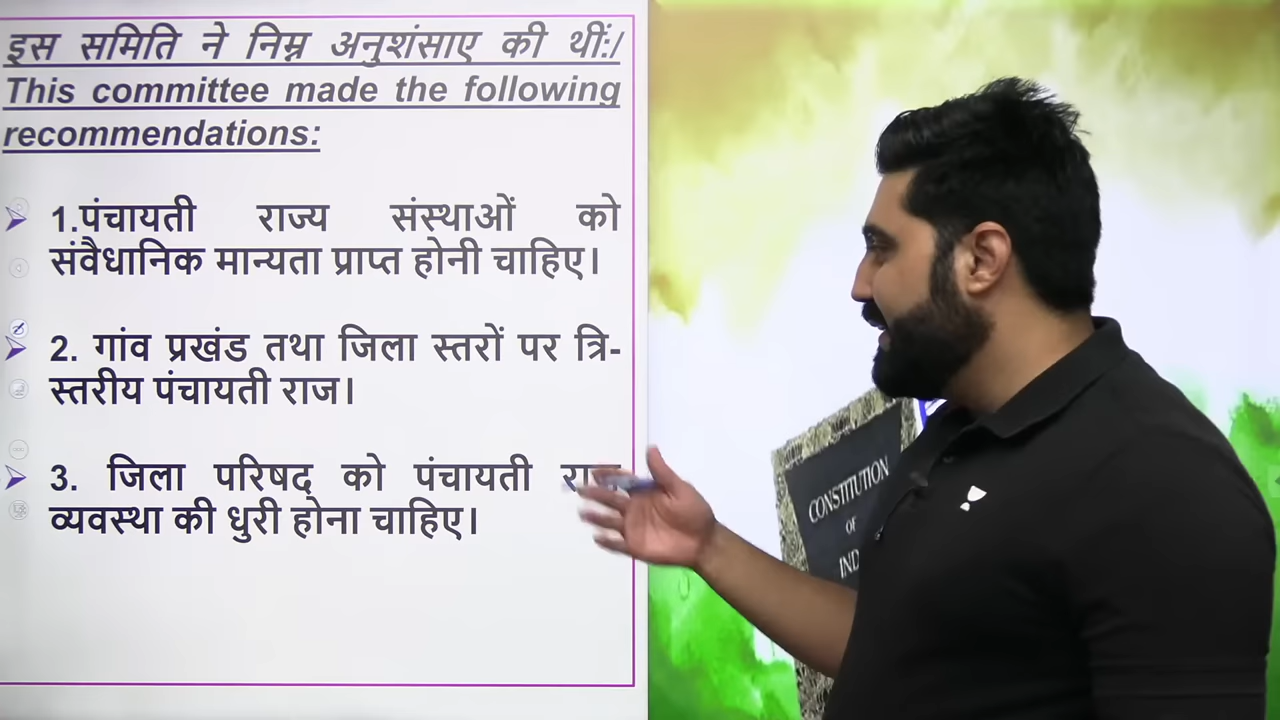 इस समिति ने निम्न अनुशंसाए की थीं:/
This committee made the following
recommendations:
1.पंचायती राज्य संस्थाओं को
संवैधानिक मान्यता प्राप्त होनी चाहिए।
2. गांव प्रखंड तथा जिला स्तरों पर त्रि-
स्तरीय पंचायती राज।
3. जिला परिषद को पंचायती
व्यवस्था की धुरी होना चाहिए।
CONSTITUTION
OF